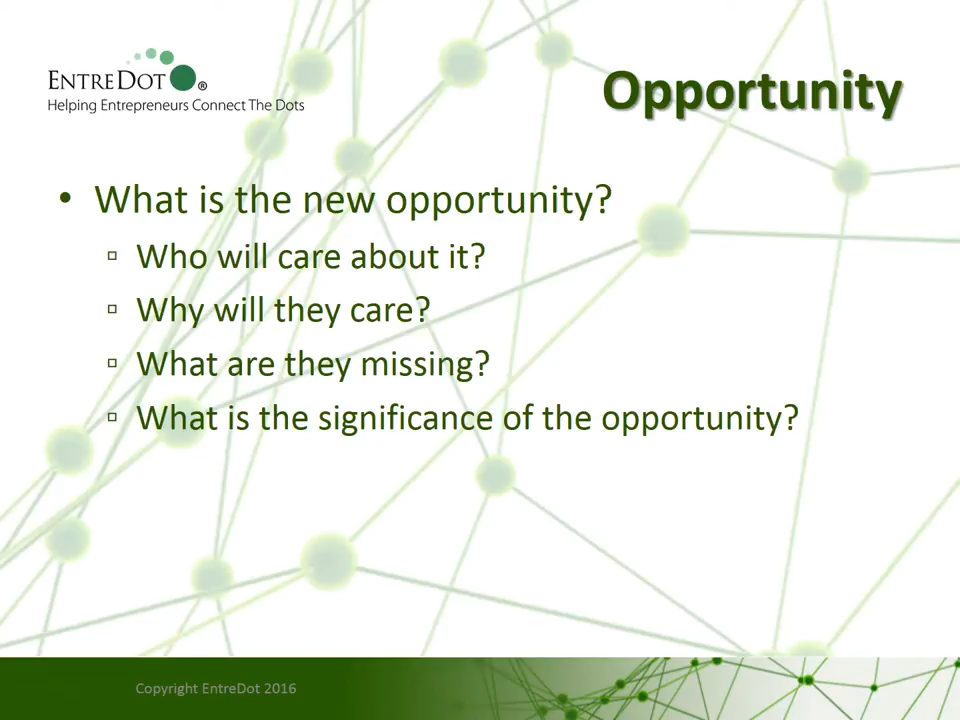 ENTREDOT®
Helping Entrepreneurs Connect The Dots
Opportunity
• What is the new opportunity?
▫ Who will care about it?
▫ Why will they care?
▫ What are they missing?
▫ What is the significance of the opportunity?
Copyright EntreDot 2016